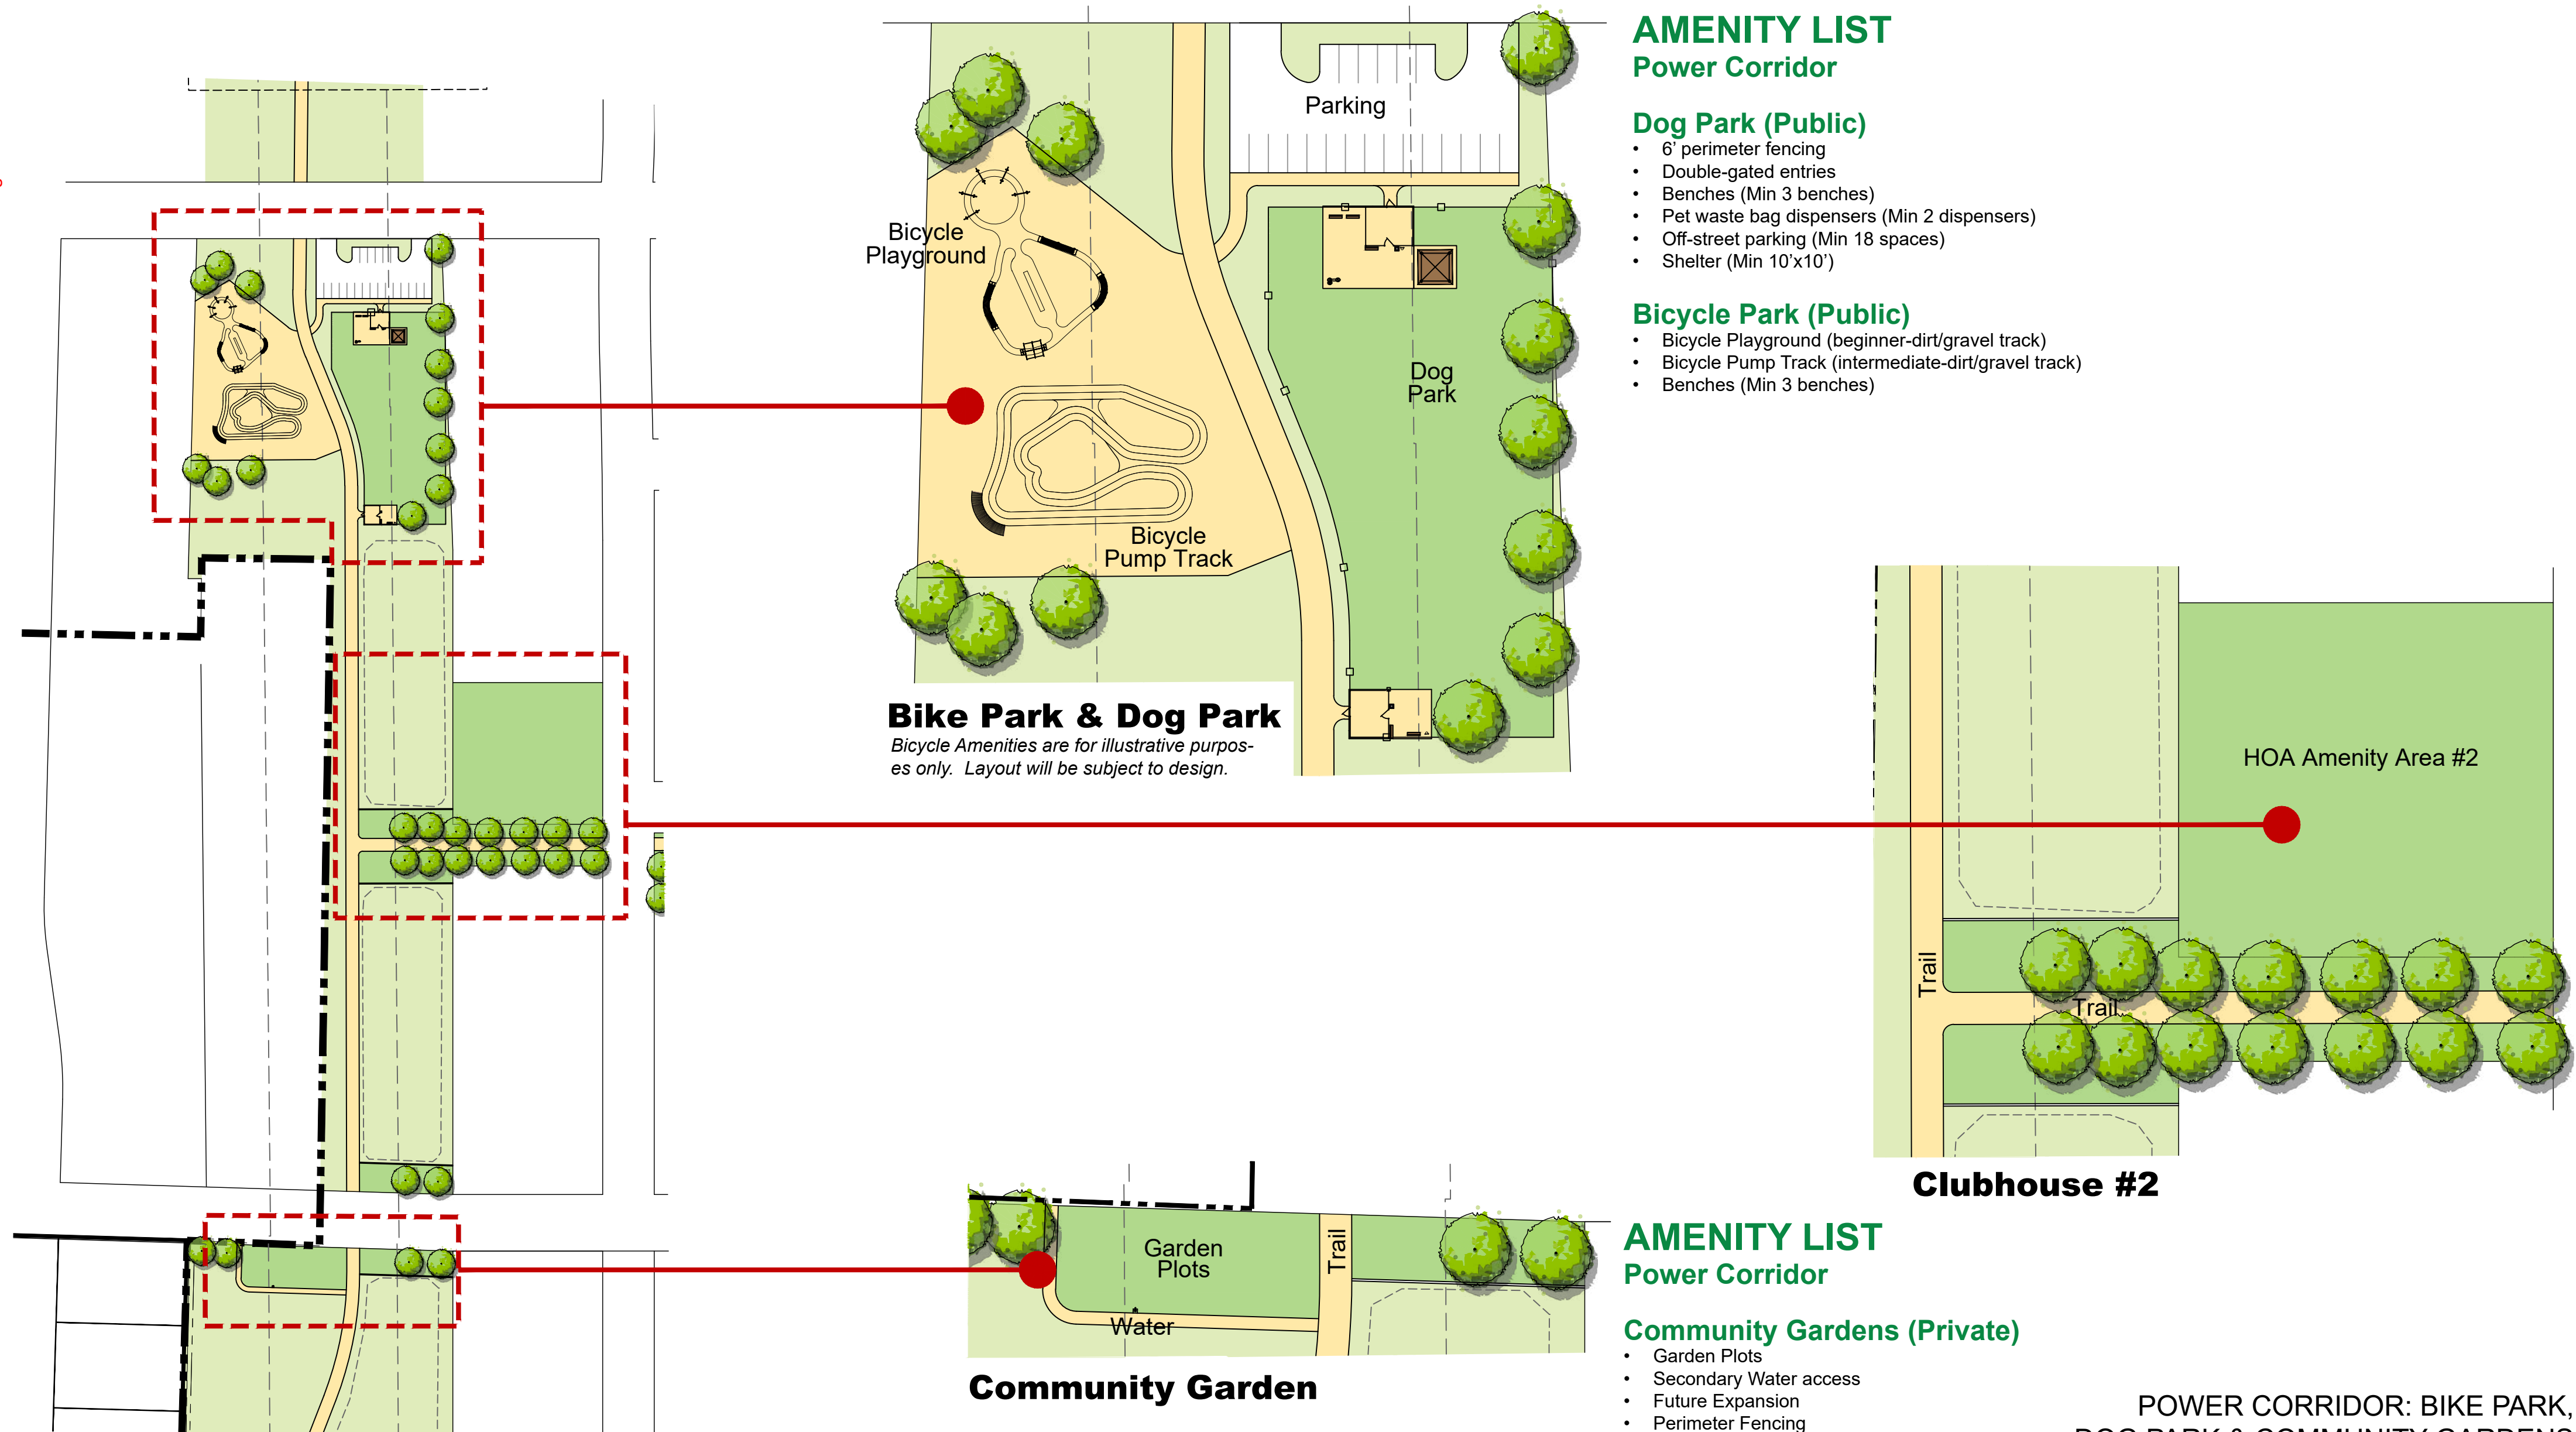 AMENITY LIST
Power Corridor
Dog Park (Public)
• 6’ perimeter fencing
• Double-gated entries
• Benches (Min 3 benches)
• Pet waste bag dispensers (Min 2 dispensers)
• Off-street parking (Min 18 spaces)
• Shelter (Min 10’x10’)
Bicycle Park (Public)
• Bicycle Playground (beginner-dirt/gravel track)
• Bicycle Pump Track (intermediate-dirt/gravel track)
• Benches (Min 3 benches)
Parking
Bicycle
Playground
Dog
Park
Bicycle
Pump Track
Bike Park & Dog Park
Bicycle Amenities are for illustrative purpos-
es only. Layout will be subject to design.
HOA Amenity Area #2
Trail
Trail
Clubhouse #2
Garden
Plots
Trail
Water
Community Garden
AMENITY LIST
Power Corridor
Community Gardens (Private)
• Garden Plots
• Secondary Water access
• Future Expansion
• Perimeter Fencing
POWER CORRIDOR: BIKE PARK,
DOG PARK & COMMUNITY GARDENS